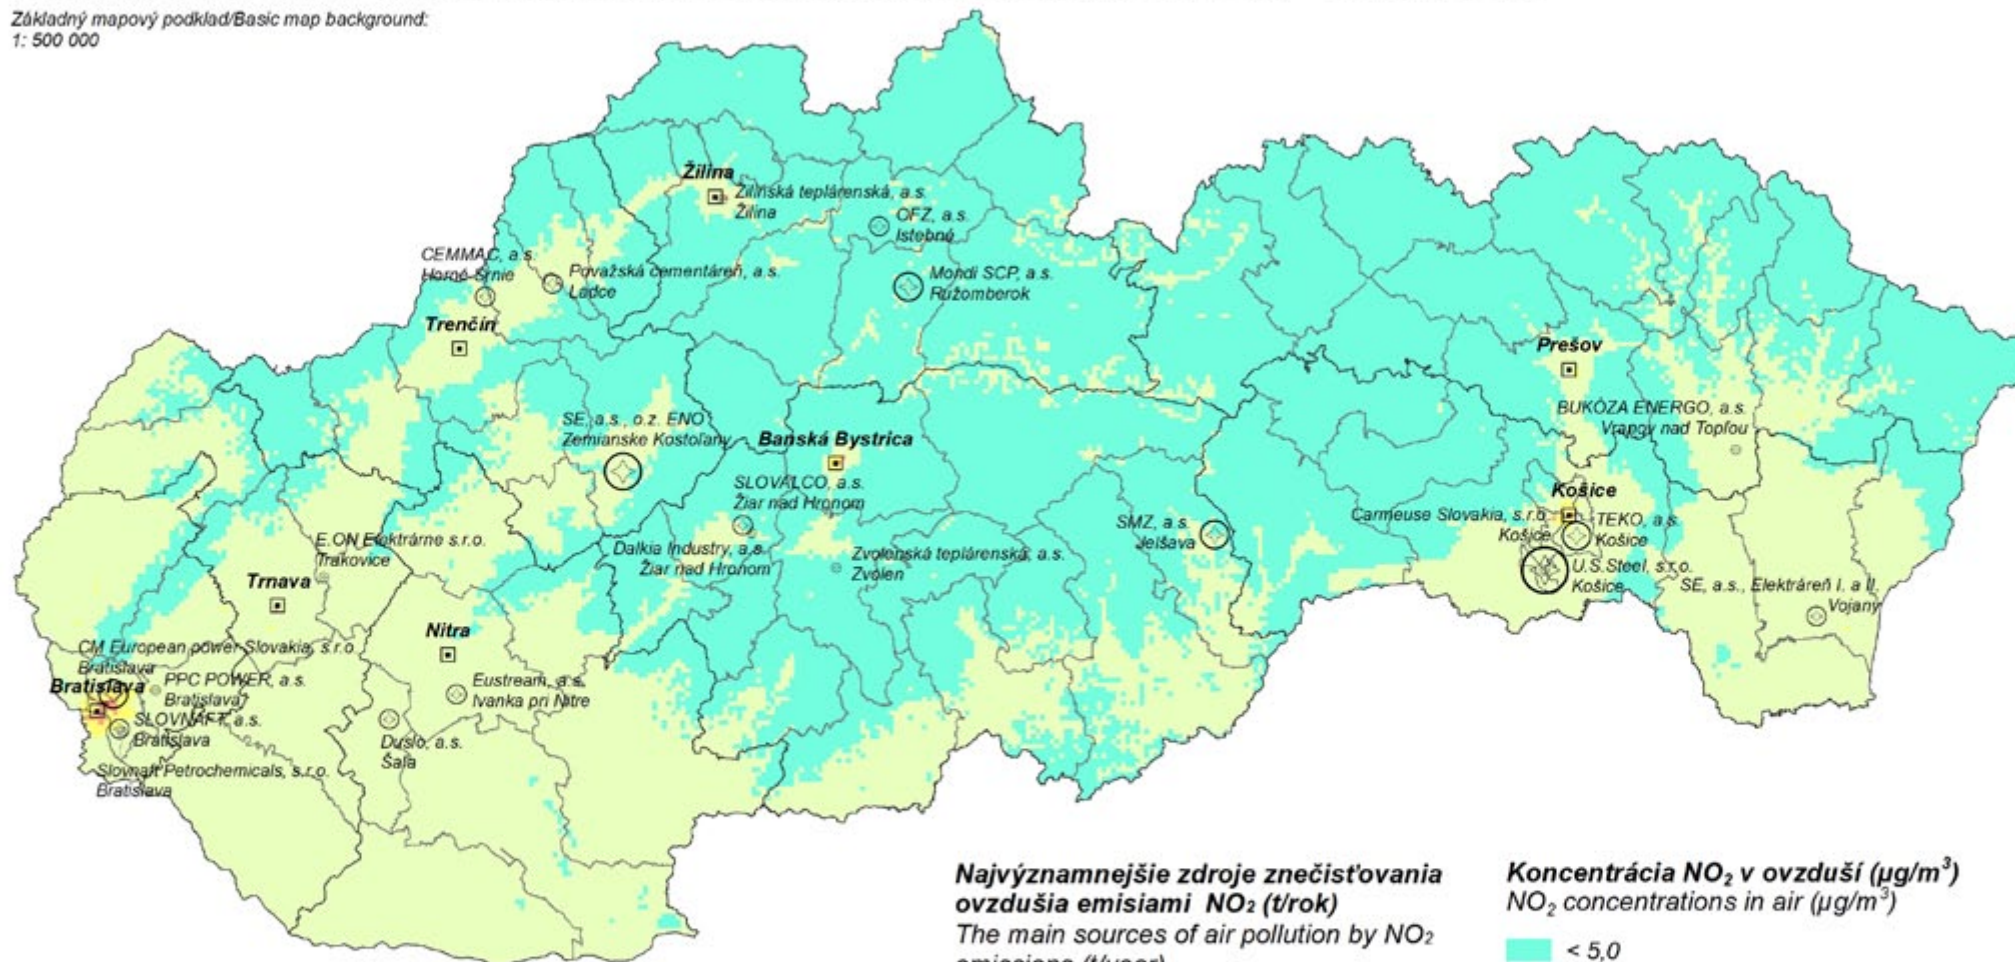 Základný mapový podklad/Basic map background:
1: 500 000
Žilina
Žilinská teplárenská, a.s.
Žilina
OFZ, a.s.
Istebné
CEMMAC, a.s.
Horné Srnie
Považská cementáreň, a.s.
Ladce
Mondi SCP, a.s.
Ružomberok
Trenčín
Prešov
BUKÓZA ENERGO, a.s.
Vranov nad Topľou
SE, a.s., o.z. ENO
Zemianske Kostoľany
Banská Bystrica
SLOVALCO, a.s.
Žiar nad Hronom
Dalkia Industry, a.s.
Žiar nad Hronom
Zvolenská teplárenská, a.s.
Zvolen
SMZ, a.s.
Jelšava
Košice
Carmeuse Slovakia, s.r.o.
Košice
TEKO, a.s.
Košice
U.S.Steel, s.r.o.
Košice
SE, a.s., Elektráreň I. a II.
Vojany
E.ON Elektrárne s.r.o.
Trakovice
Trnava
Nitra
CM European power Slovakia, s.r.o.
Bratislava
Bratislava
PPC POWER, a.s.
Bratislava
SLOVNAFT, a.s.
Bratislava
Slovnaft Petrochemicals, s.r.o.
Bratislava
Eustream, a.s.
Ivanka pri Nitre
Duslo, a.s.
Šaľa
Najvýznamnejšie zdroje znečisťovania
ovzdušia emisiami NO₂ (t/rok)
The main sources of air pollution by NO₂
emissions (t/year)
Koncentrácia NO₂ v ovzduší (µg/m³)
NO₂ concentrations in air (µg/m³)
< 5,0